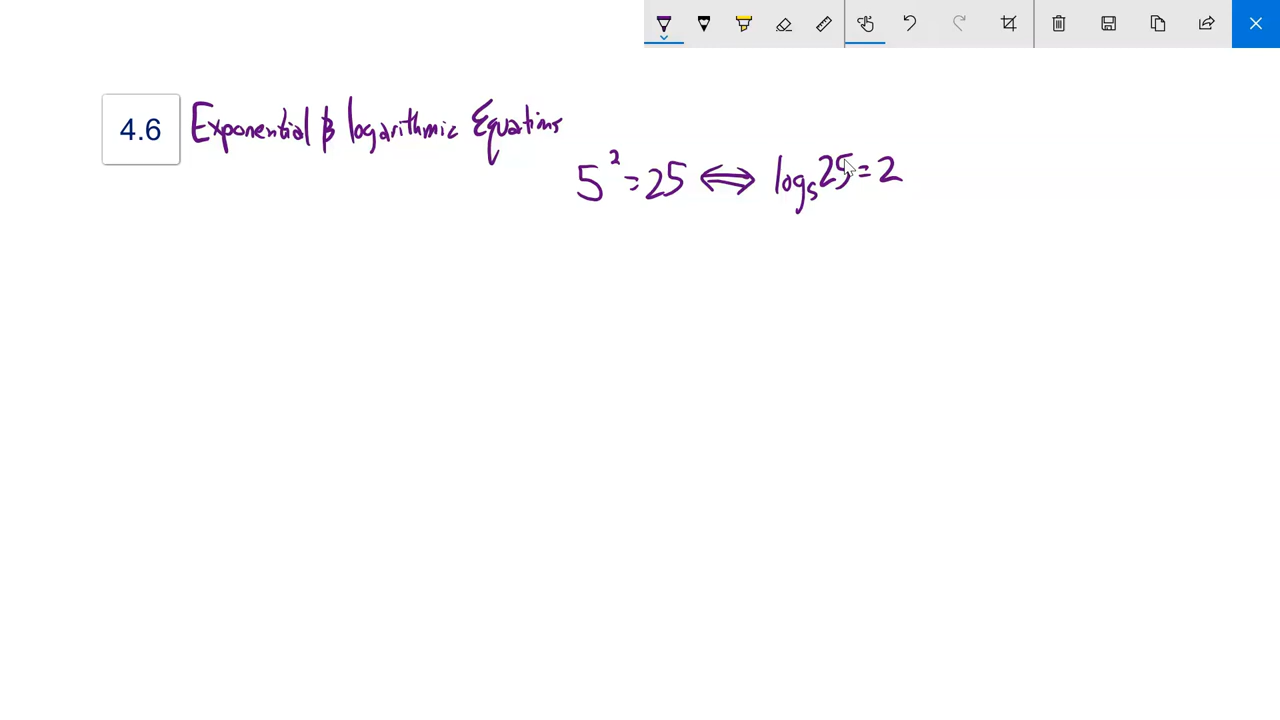 4.6 Exponential & logarithmic Equations
5² = 25 ⟺ log₅25 = 2